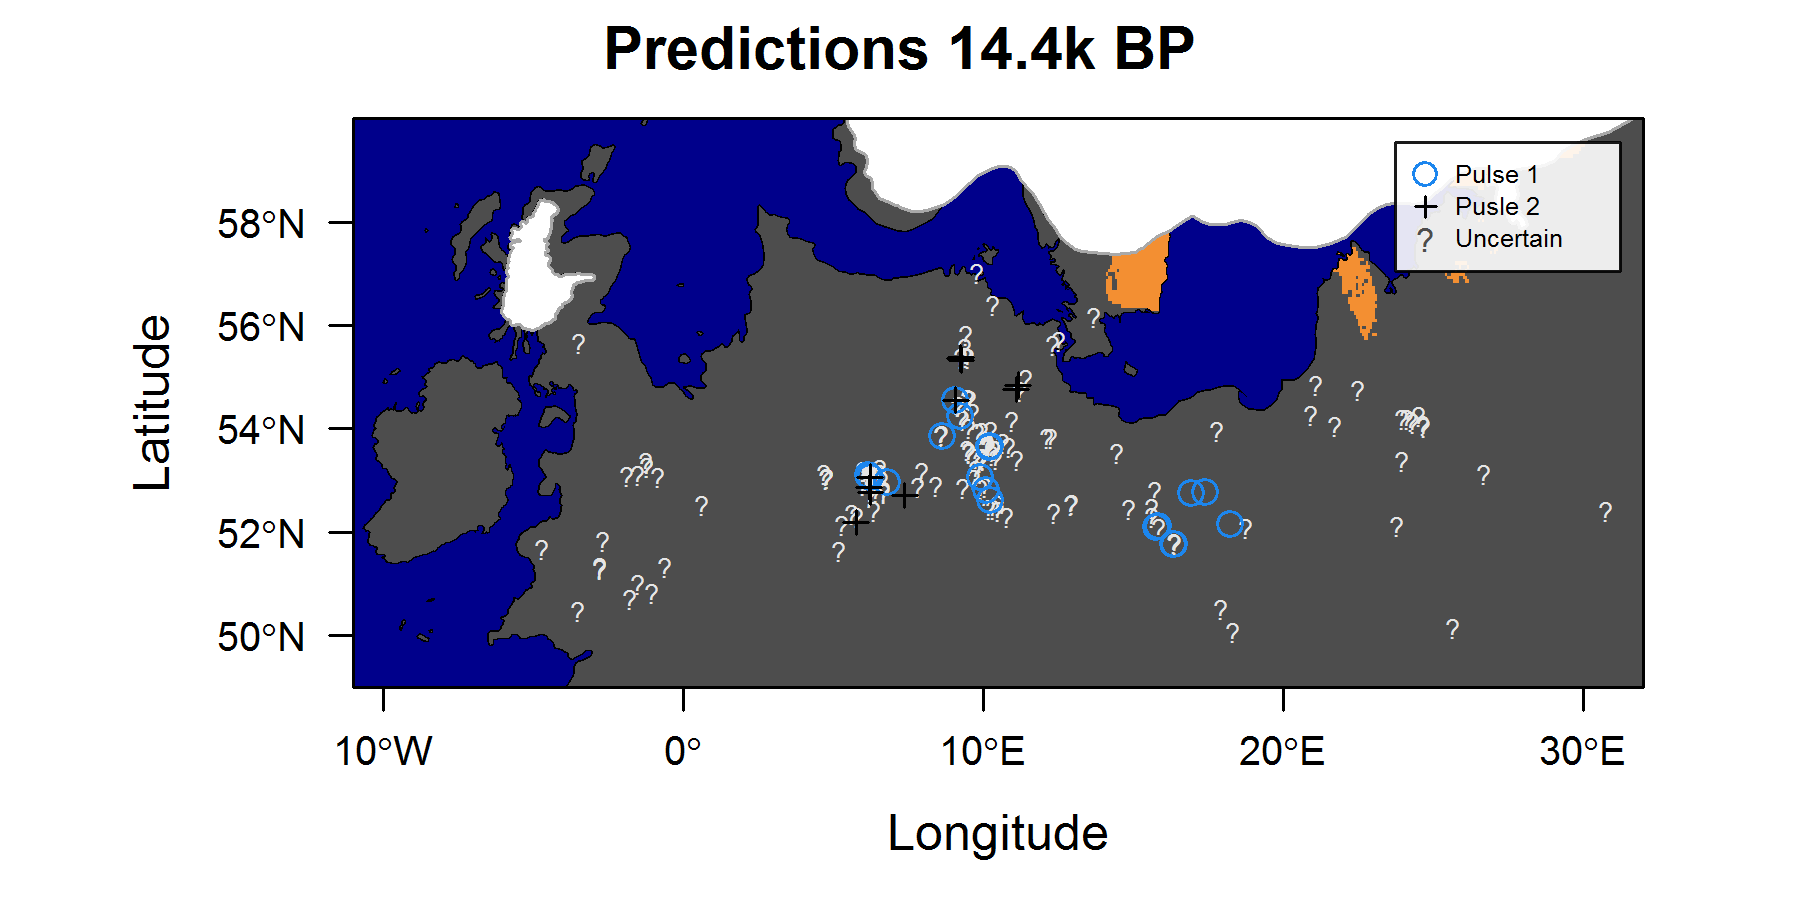 Predictions 14.4k BP
Pulse 1
Pusle 2
? Uncertain
58°N
56°N
54°N
52°N
50°N
Latitude
10°W
0°
10°E
20°E
30°E
Longitude